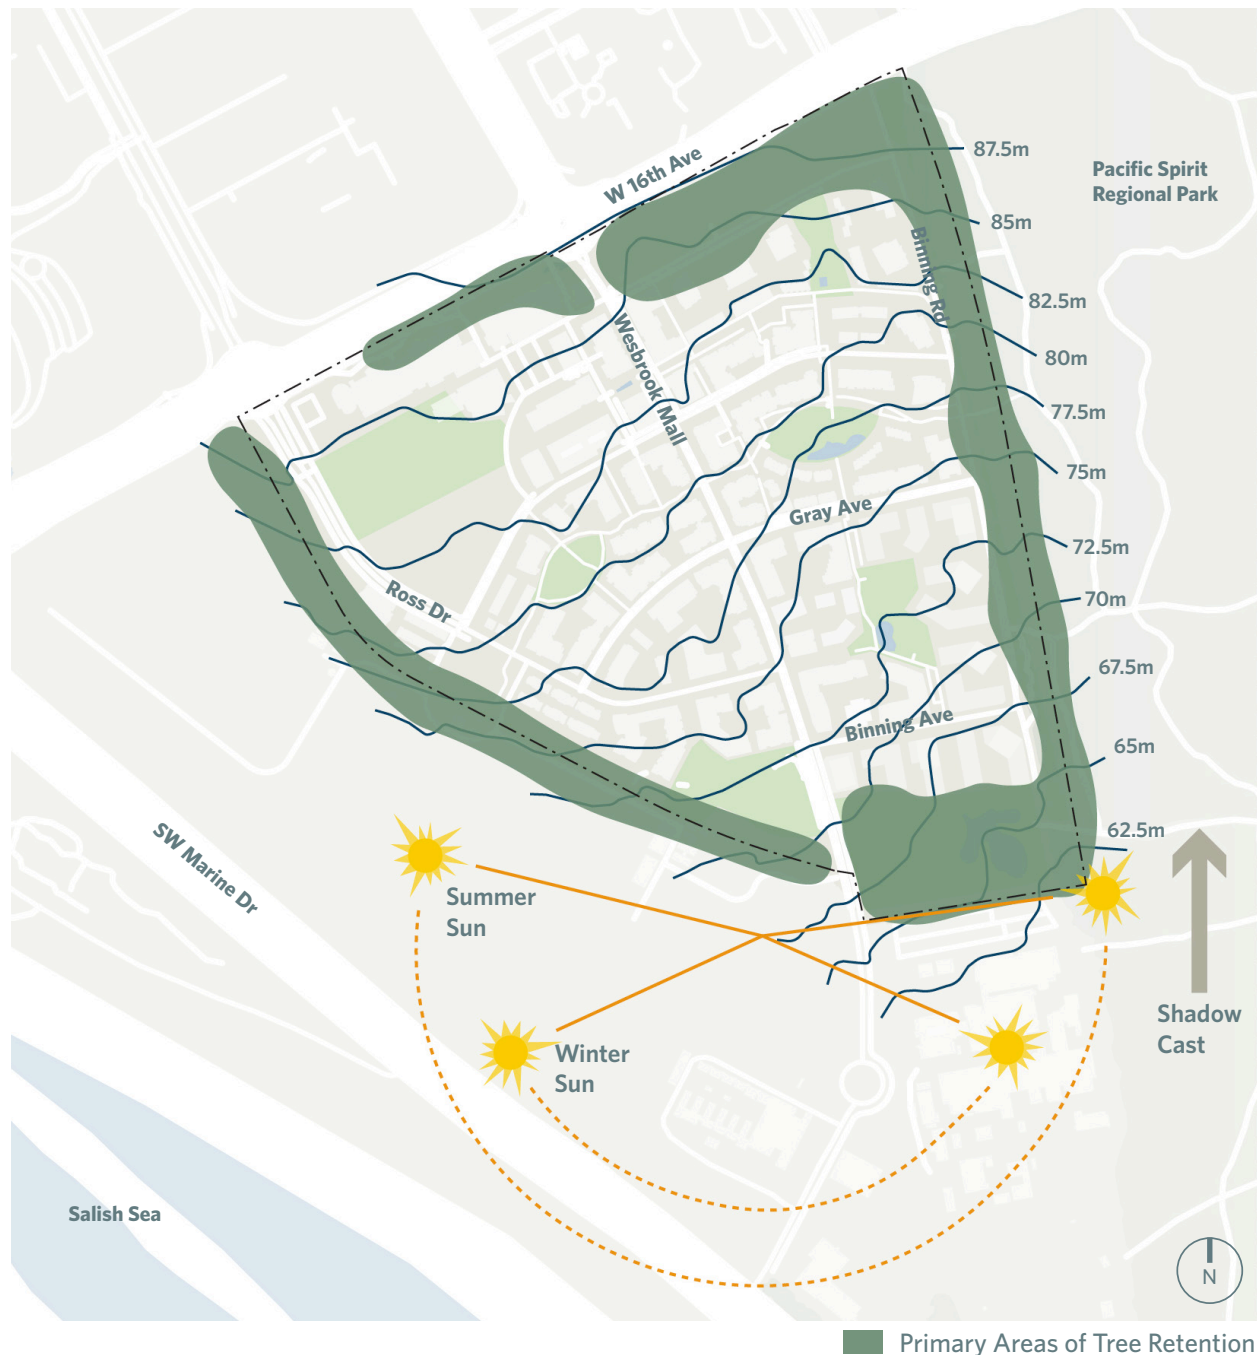 87.5m
W 16th Ave
Pacific Spirit
Regional Park
85m
Binning Rd
82.5m
Wesbrook Mall
80m
77.5m
75m
Gray Ave
72.5m
Ross Dr
70m
67.5m
Binning Ave
65m
62.5m
SW Marine Dr
Summer
Sun
Shadow
Cast
Winter
Sun
Salish Sea
N
Primary Areas of Tree Retention